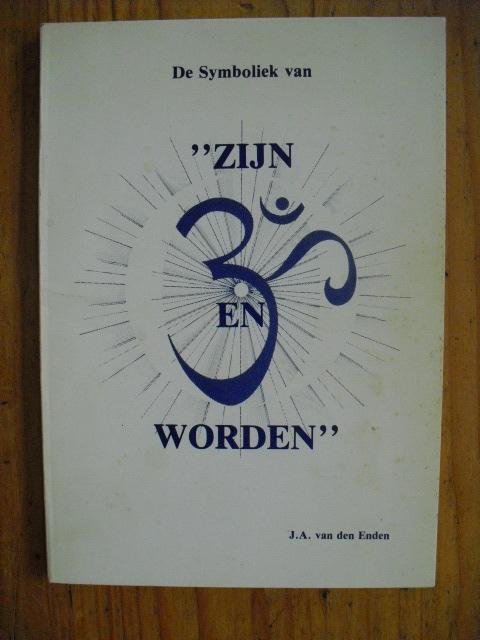 De Symboliek van
”ZIJN
ॐ
EN
WORDEN”
J.A. van den Enden